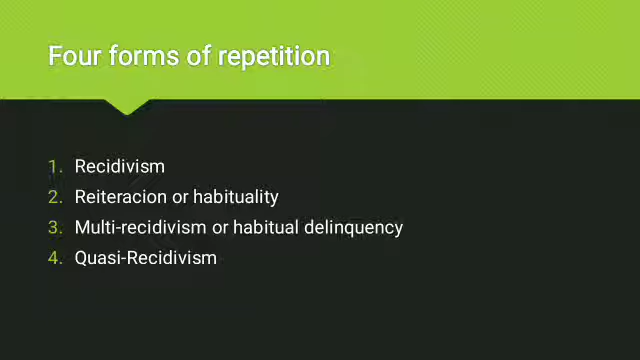 Four forms of repetition
1. Recidivism
2. Reiteracion or habituality
3. Multi-recidivism or habitual delinquency
4. Quasi-Recidivism